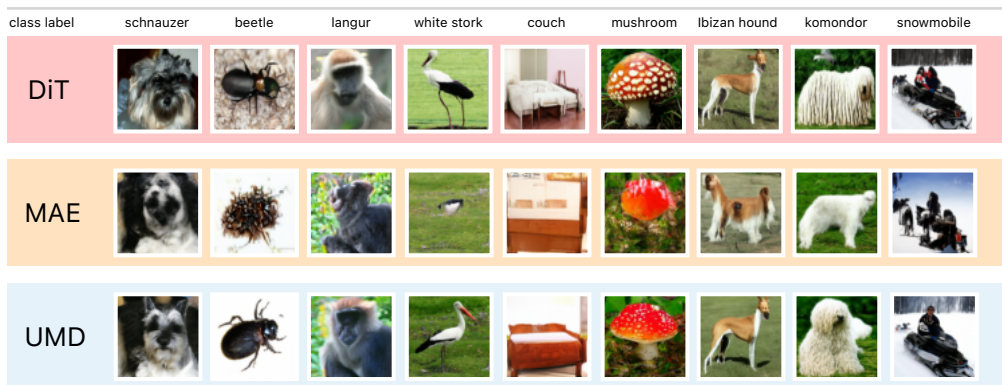 class label schnauzer beetle langur white stork couch mushroom Ibizan hound komondor snowmobile
DiT
MAE
UMD